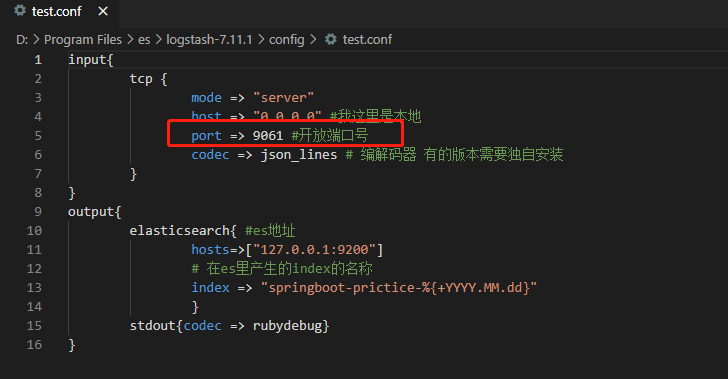 test.conf
D: > Program Files > es > logstash-7.11.1 > config > test.conf
1 input{
2 tcp {
3 mode => "server"
4 host => "0.0.0.0" #我这里是本地
5 port => 9061 #开放端口号
6 codec => json_lines # 编解码器 有的版本需要独自安装
7 }
8 }
9 output{
10 elasticsearch{ #es地址
11 hosts=>["127.0.0.1:9200"]
12 # 在es里产生的index的名称
13 index => "springboot-prictice-%{+YYYY.MM.dd}"
14 }
15 stdout{codec => rubydebug}
16 }